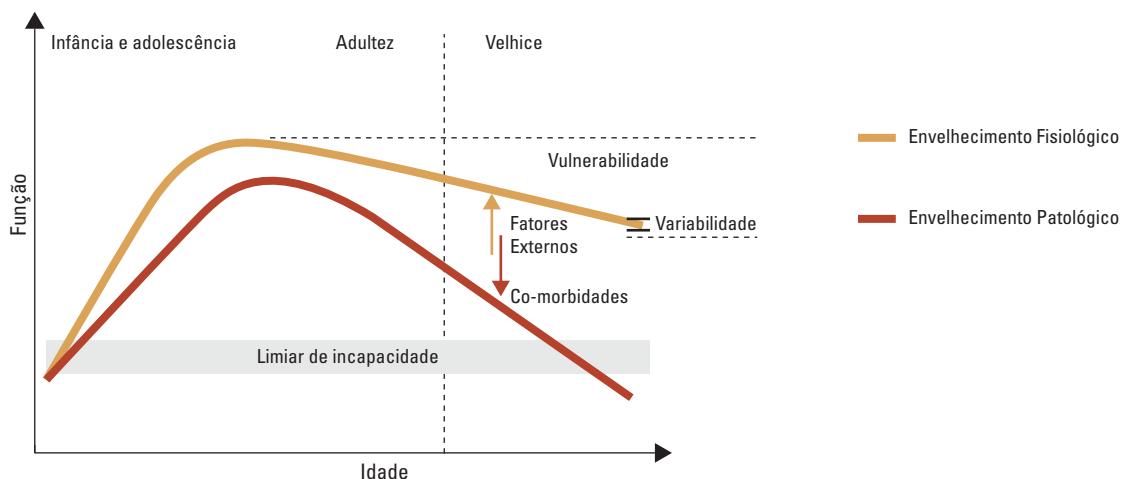 Infância e adolescência
Adultez
Velhice
Função
Vulnerabilidade
Variabilidade
Fatores
Externos
Co-morbidades
Limiar de incapacidade
Idade
Envelhecimento Fisiológico
Envelhecimento Patológico